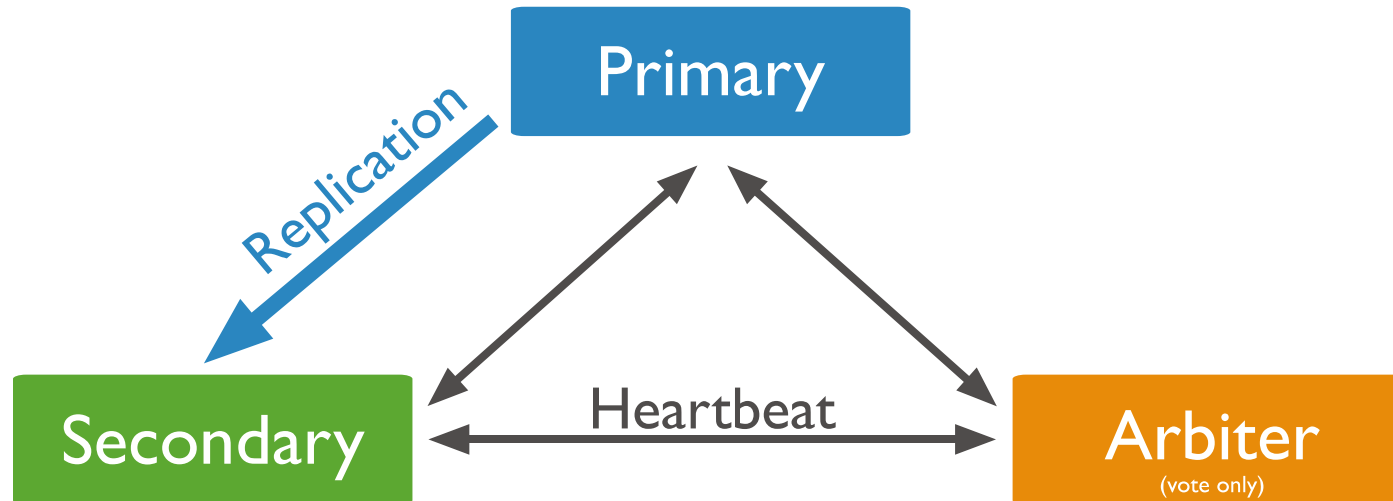 Primary
Replication
Heartbeat
Secondary
Arbiter
(vote only)